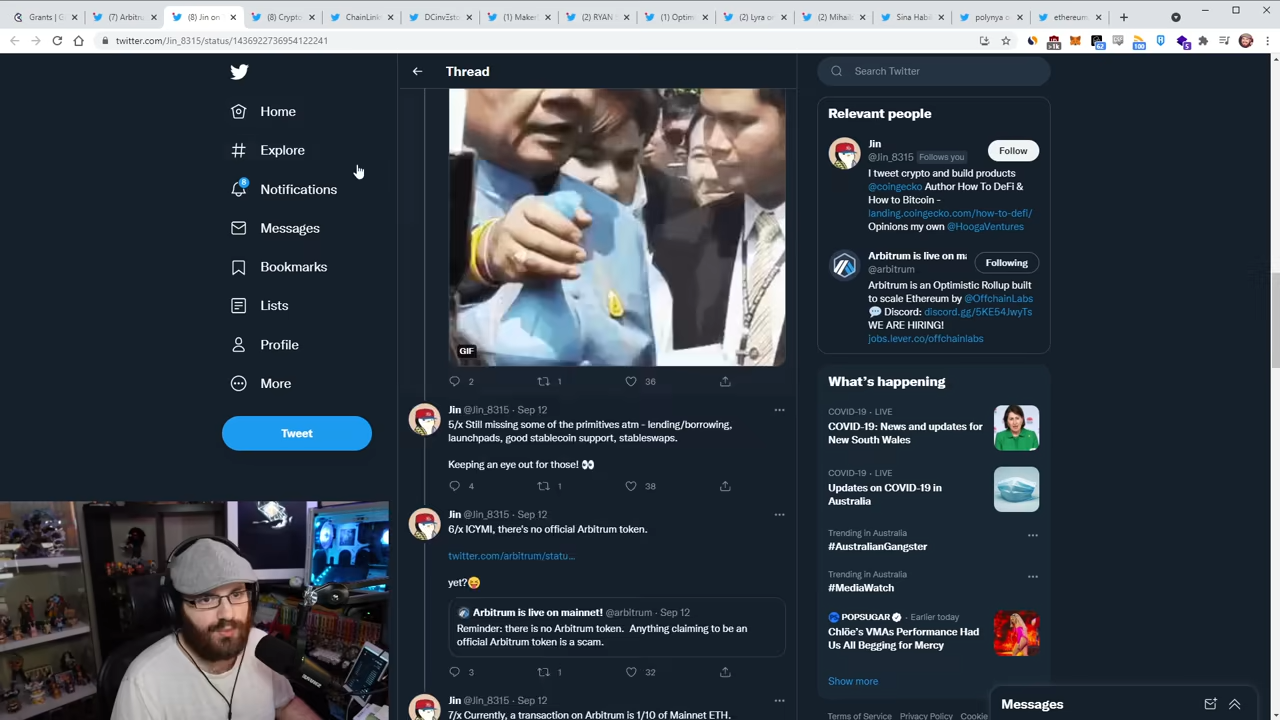 Grants | G
(7) Arbitru
(8) Jin on
(8) Crypto
ChainLink
DCinvEsto
(1) Maker
(2) RYAN
(1) Optim
(2) Lyra o
(2) Mihai
Sina Habi
polynya o
ethereum
twitter.com/Jin_8315/status/1436922736954122241
>1k
62
100
5
Home
Explore
8
Notifications
Messages
Bookmarks
Lists
Profile
More
Tweet
Thread
GIF
2 1 36
Jin @Jin_8315 · Sep 12
5/x Still missing some of the primitives atm - lending/borrowing,
launchpads, good stablecoin support, stableswaps.
Keeping an eye out for those! 👀
4 1 38
Jin @Jin_8315 · Sep 12
6/x ICYMI, there's no official Arbitrum token.
twitter.com/arbitrum/statu...
yet?😝
Arbitrum is live on mainnet! @arbitrum · Sep 12
Reminder: there is no Arbitrum token. Anything claiming to be an
official Arbitrum token is a scam.
3 1 32
Jin @Jin_8315 · Sep 12
7/x Currently, a transaction on Arbitrum is 1/10 of Mainnet ETH.
Search Twitter
Relevant people
Jin
@Jin_8315 Follows you
Follow
I tweet crypto and build products
@coingecko Author How To DeFi &
How to Bitcoin -
landing.coingecko.com/how-to-defi/
Opinions my own @HoogaVentures
Arbitrum is live on ma
@arbitrum
Following
Arbitrum is an Optimistic Rollup built
to scale Ethereum by @OffchainLabs
💬 Discord: discord.gg/5KE54JwyTs
WE ARE HIRING!
jobs.lever.co/offchainlabs
What's happening
COVID-19 · LIVE
COVID-19: News and updates for
New South Wales
COVID-19 · LIVE
Updates on COVID-19 in
Australia
Trending in Australia
#AustralianGangster
Trending in Australia
#MediaWatch
POPSUGAR · Earlier today
Chlöe's VMAs Performance Had
Us All Begging for Mercy
Show more
Terms of Service Privacy Policy Cookie
Messages